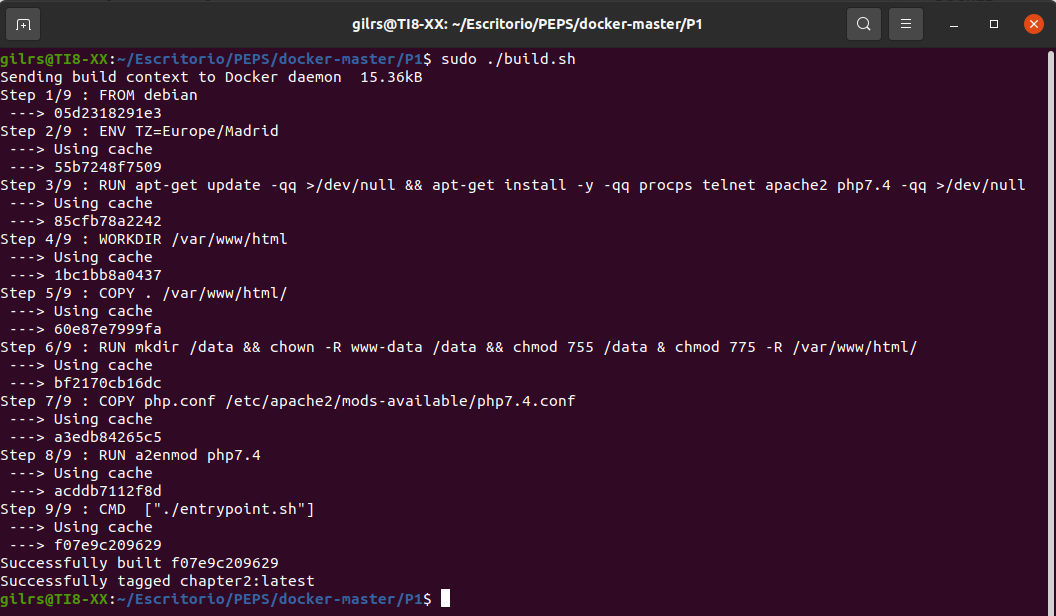 gilrs@TI8-XX: ~/Escritorio/PEPS/docker-master/P1
gilrs@TI8-XX:~/Escritorio/PEPS/docker-master/P1$ sudo ./build.sh
Sending build context to Docker daemon  15.36kB
Step 1/9 : FROM debian
 ---> 05d2318291e3
Step 2/9 : ENV TZ=Europe/Madrid
 ---> Using cache
 ---> 55b7248f7509
Step 3/9 : RUN apt-get update -qq >/dev/null && apt-get install -y -qq procps telnet apache2 php7.4 -qq >/dev/null
 ---> Using cache
 ---> 85cfb78a2242
Step 4/9 : WORKDIR /var/www/html
 ---> Using cache
 ---> 1bc1bb8a0437
Step 5/9 : COPY . /var/www/html/
 ---> Using cache
 ---> 60e87e7999fa
Step 6/9 : RUN mkdir /data && chown -R www-data /data && chmod 755 /data & chmod 775 -R /var/www/html/
 ---> Using cache
 ---> bf2170cb16dc
Step 7/9 : COPY php.conf /etc/apache2/mods-available/php7.4.conf
 ---> Using cache
 ---> a3edb84265c5
Step 8/9 : RUN a2enmod php7.4
 ---> Using cache
 ---> acddb7112f8d
Step 9/9 : CMD  ["./entrypoint.sh"]
 ---> Using cache
 ---> f07e9c209629
Successfully built f07e9c209629
Successfully tagged chapter2:latest
gilrs@TI8-XX:~/Escritorio/PEPS/docker-master/P1$